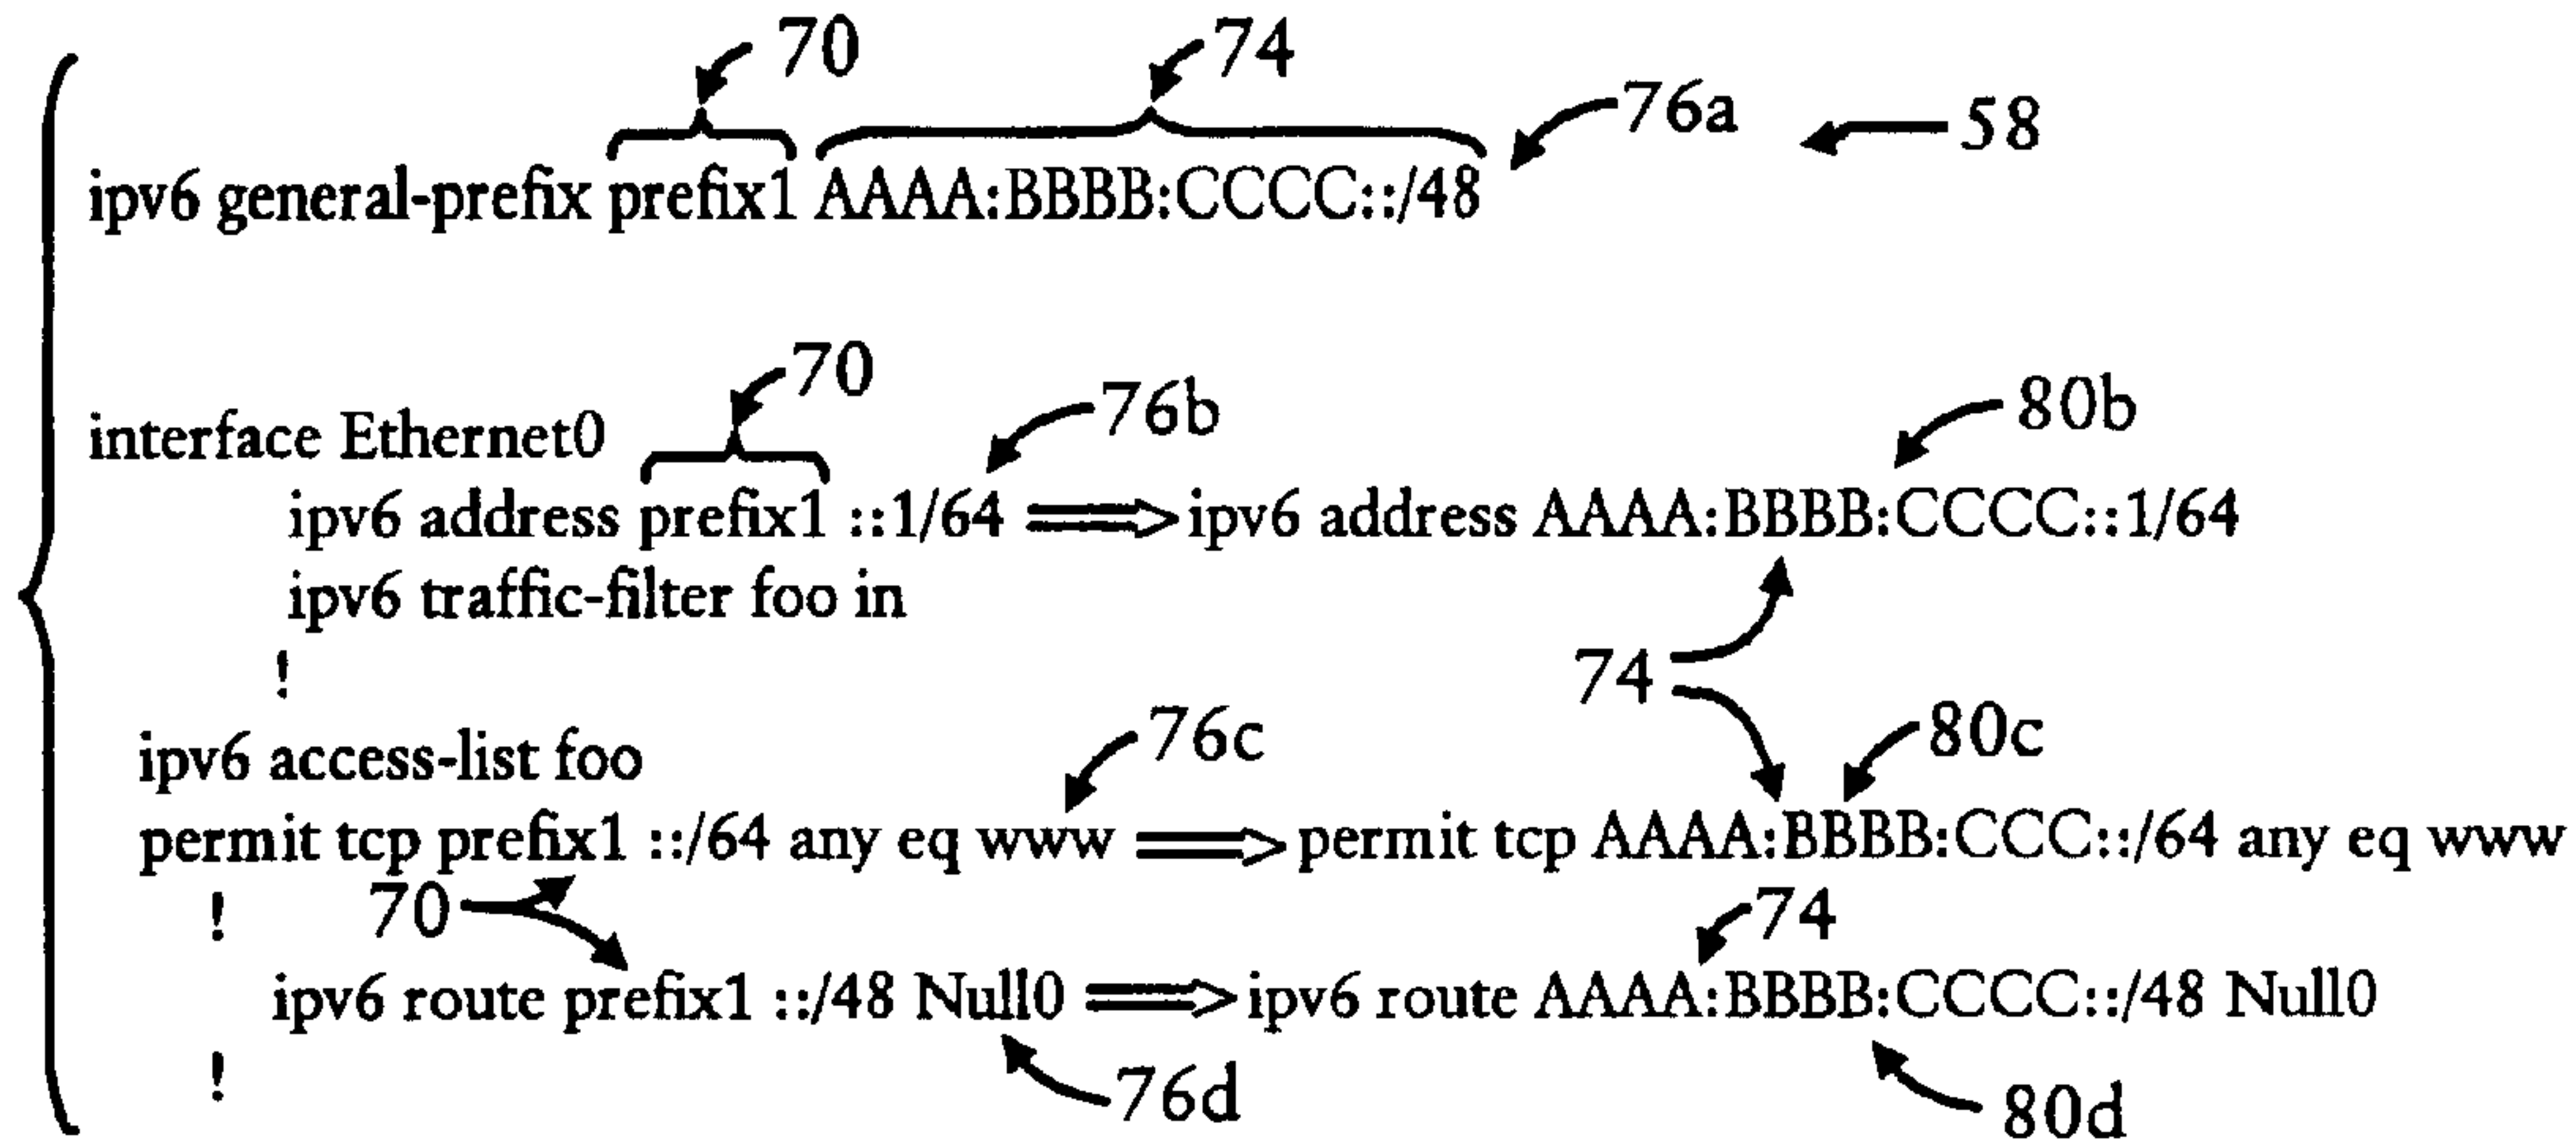 70 74 76a 58
ipv6 general-prefix prefix1 AAAA:BBBB:CCCC::/48
70 76b 80b
interface Ethernet0
ipv6 address prefix1 ::1/64 ⇒ ipv6 address AAAA:BBBB:CCCC::1/64
ipv6 traffic-filter foo in
!
74
76c 80c
ipv6 access-list foo
permit tcp prefix1 ::/64 any eq www ⇒ permit tcp AAAA:BBBB:CCC::/64 any eq www
! 70 74
ipv6 route prefix1 ::/48 Null0 ⇒ ipv6 route AAAA:BBBB:CCCC::/48 Null0
! 76d 80d